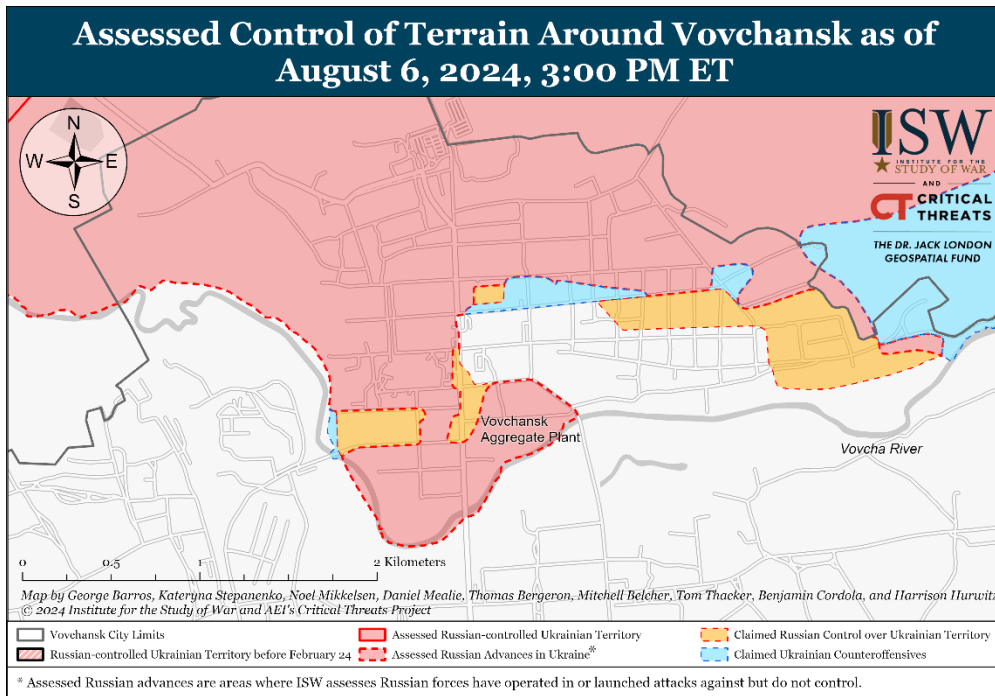 Assessed Control of Terrain Around Vovchansk as of
August 6, 2024, 3:00 PM ET
N
W E
S
ISW
INSTITUTE FOR THE
STUDY OF WAR
AND
CT CRITICAL
THREATS
THE DR. JACK LONDON
GEOSPATIAL FUND
Vovchansk
Aggregate Plant
Vovcha River
0 0.5 1 2 Kilometers
Map by George Barros, Kateryna Stepanenko, Noel Mikkelsen, Daniel Mealie, Thomas Bergeron, Mitchell Belcher, Tom Thacker, Benjamin Cordola, and Harrison Hurwitz
© 2024 Institute for the Study of War and AEI's Critical Threats Project
Vovchansk City Limits
Assessed Russian-controlled Ukrainian Territory
Claimed Russian Control over Ukrainian Territory
Russian-controlled Ukrainian Territory before February 24
Assessed Russian Advances in Ukraine*
Claimed Ukrainian Counteroffensives
* Assessed Russian advances are areas where ISW assesses Russian forces have operated in or launched attacks against but do not control.